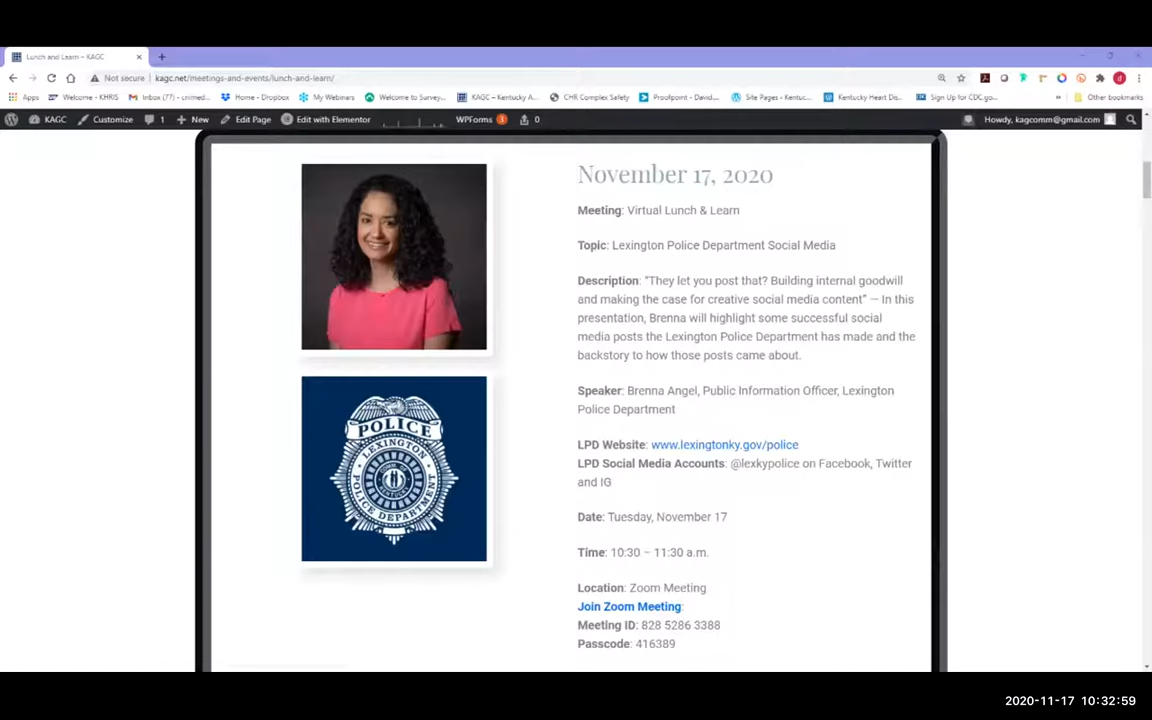 Lunch and Learn – KAGC
Not secure | kagc.net/meetings-and-events/lunch-and-learn/
Apps Welcome - KHRIS Inbox (77) - cnimed... Home - Dropbox My Webinars Welcome to Survey... KAGC – Kentucky A... CHR Complex Safety Proofpoint - David... Site Pages - Kentuc... Kentucky Heart Do... Sign Up for CDC.go... » Other bookmarks
KAGC Customize 1 New Edit Page Edit with Elementor WPForms 3 0 Howdy, kagcomm@gmail.com
November 17, 2020
Meeting: Virtual Lunch & Learn
Topic: Lexington Police Department Social Media
Description: “They let you post that? Building internal goodwill
and making the case for creative social media content” — In this
presentation, Brenna will highlight some successful social
media posts the Lexington Police Department has made and the
backstory to how those posts came about.
POLICE
LEXINGTON
POLICE DEPARTMENT
Speaker: Brenna Angel, Public Information Officer, Lexington
Police Department
LPD Website: www.lexingtonky.gov/police
LPD Social Media Accounts: @lexkypolice on Facebook, Twitter
and IG
Date: Tuesday, November 17
Time: 10:30 – 11:30 a.m.
Location: Zoom Meeting
Join Zoom Meeting:
Meeting ID: 828 5286 3388
Passcode: 416389
2020-11-17 10:32:59